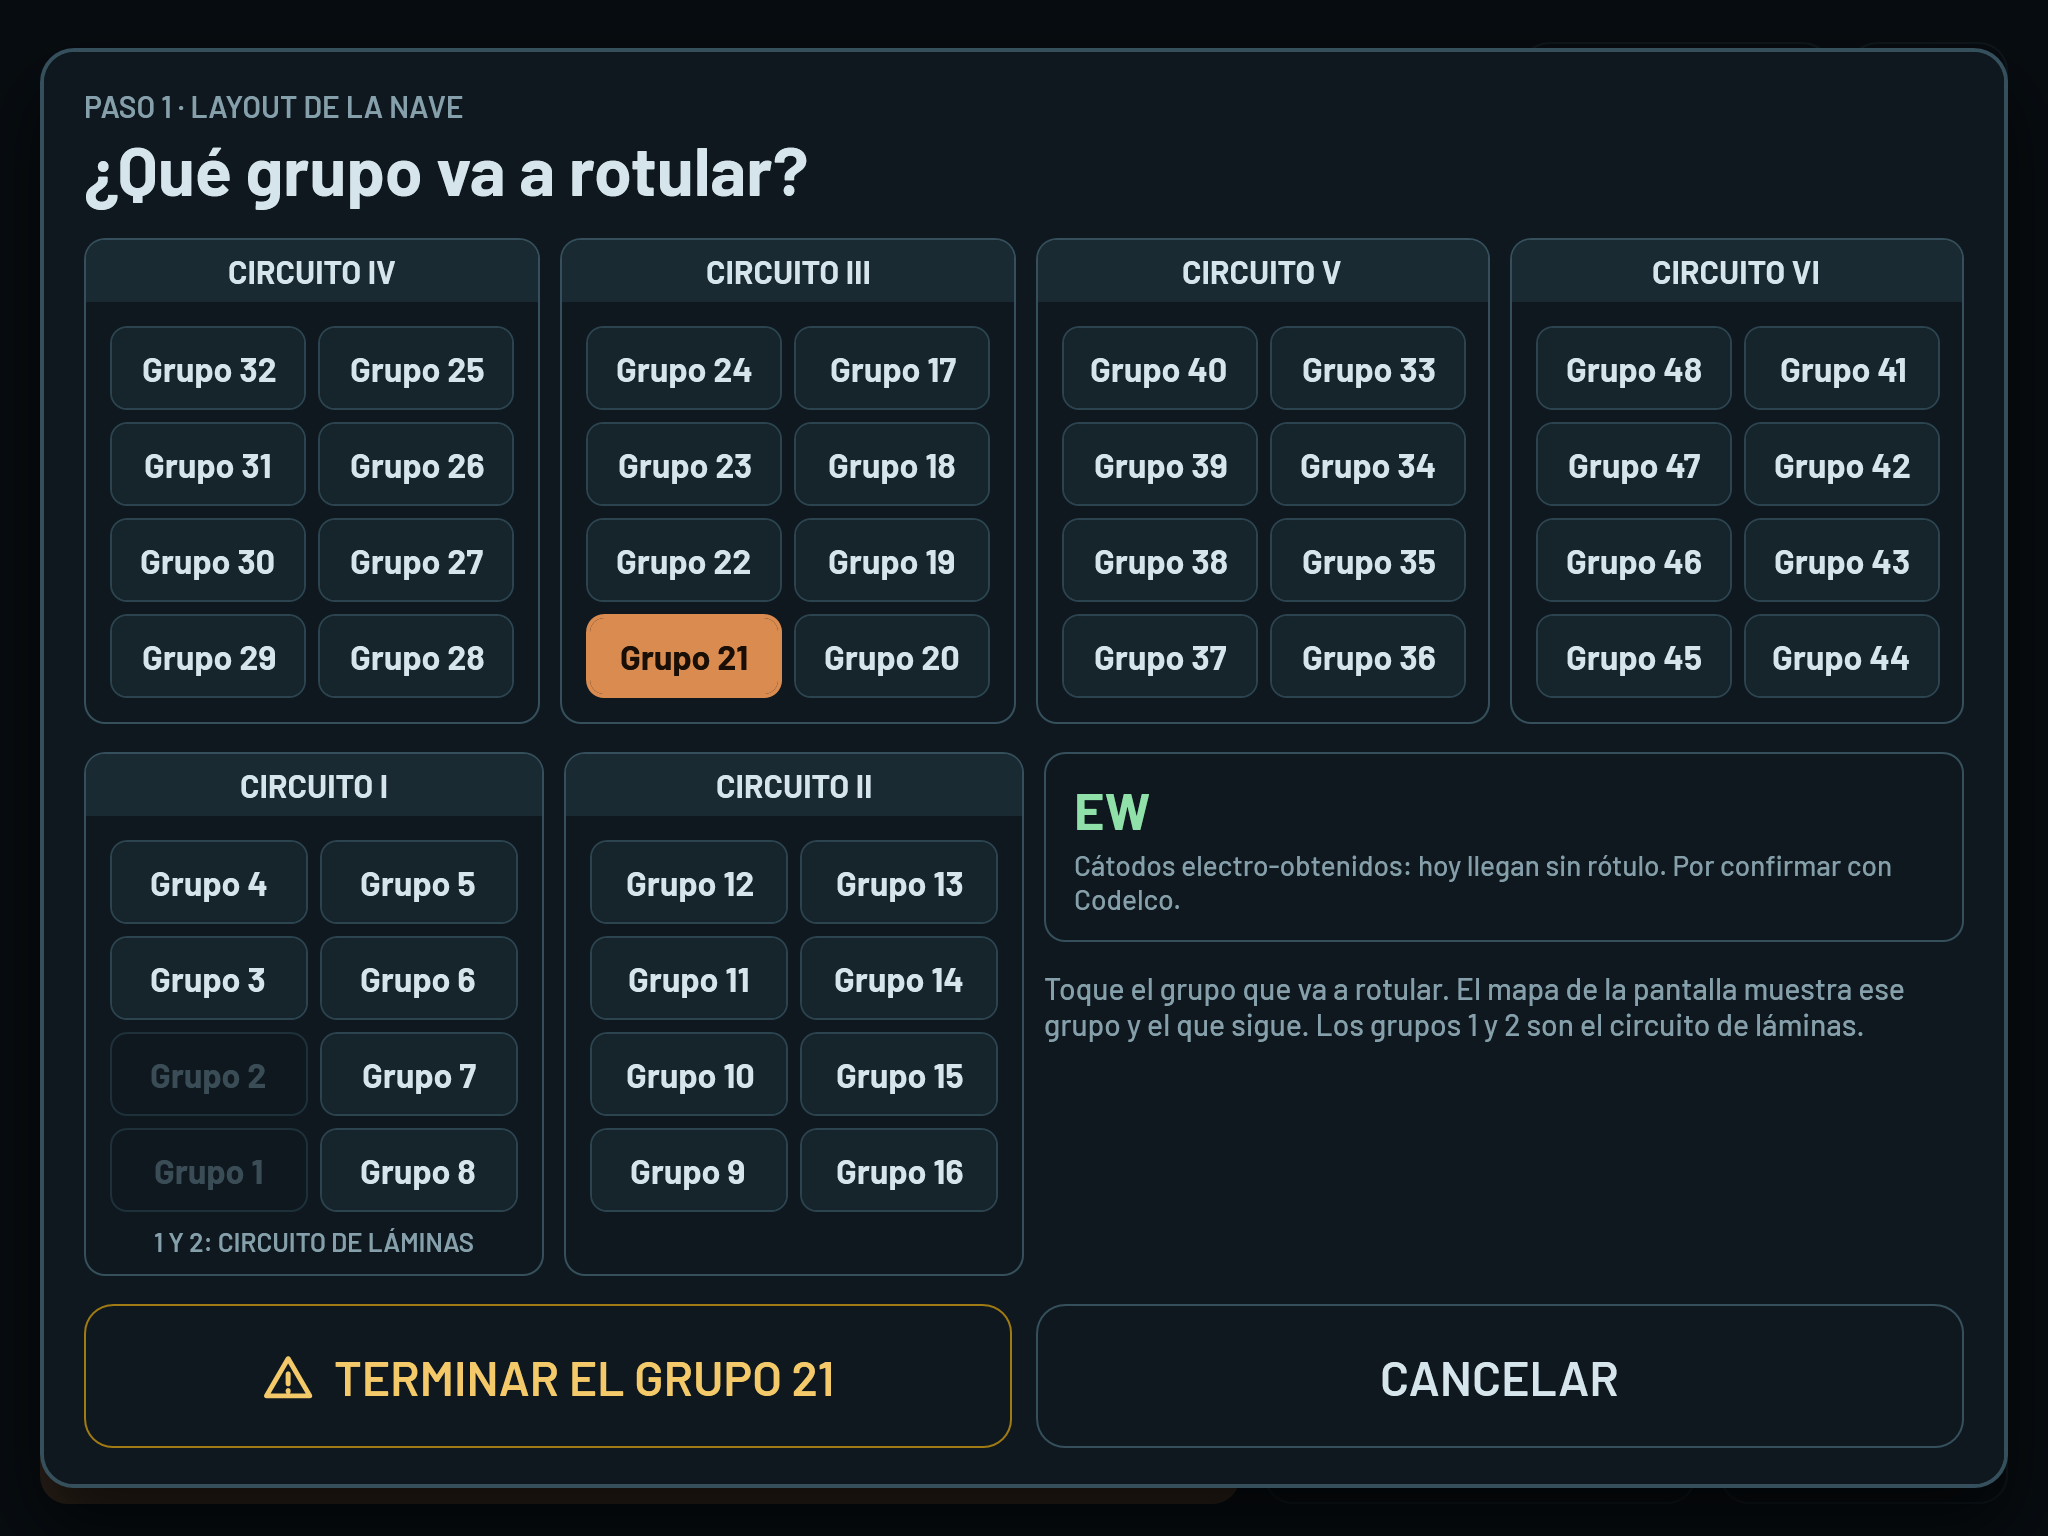 PASO 1 · LAYOUT DE LA NAVE
¿Qué grupo va a rotular?
CIRCUITO IV
Grupo 32 Grupo 25
Grupo 31 Grupo 26
Grupo 30 Grupo 27
Grupo 29 Grupo 28
CIRCUITO III
Grupo 24 Grupo 17
Grupo 23 Grupo 18
Grupo 22 Grupo 19
Grupo 21 Grupo 20
CIRCUITO V
Grupo 40 Grupo 33
Grupo 39 Grupo 34
Grupo 38 Grupo 35
Grupo 37 Grupo 36
CIRCUITO VI
Grupo 48 Grupo 41
Grupo 47 Grupo 42
Grupo 46 Grupo 43
Grupo 45 Grupo 44
CIRCUITO I
Grupo 4 Grupo 5
Grupo 3 Grupo 6
Grupo 2 Grupo 7
Grupo 1 Grupo 8
1 Y 2: CIRCUITO DE LÁMINAS
CIRCUITO II
Grupo 12 Grupo 13
Grupo 11 Grupo 14
Grupo 10 Grupo 15
Grupo 9 Grupo 16
EW
Cátodos electro-obtenidos: hoy llegan sin rótulo. Por confirmar con
Codelco.
Toque el grupo que va a rotular. El mapa de la pantalla muestra ese
grupo y el que sigue. Los grupos 1 y 2 son el circuito de láminas.
TERMINAR EL GRUPO 21
CANCELAR